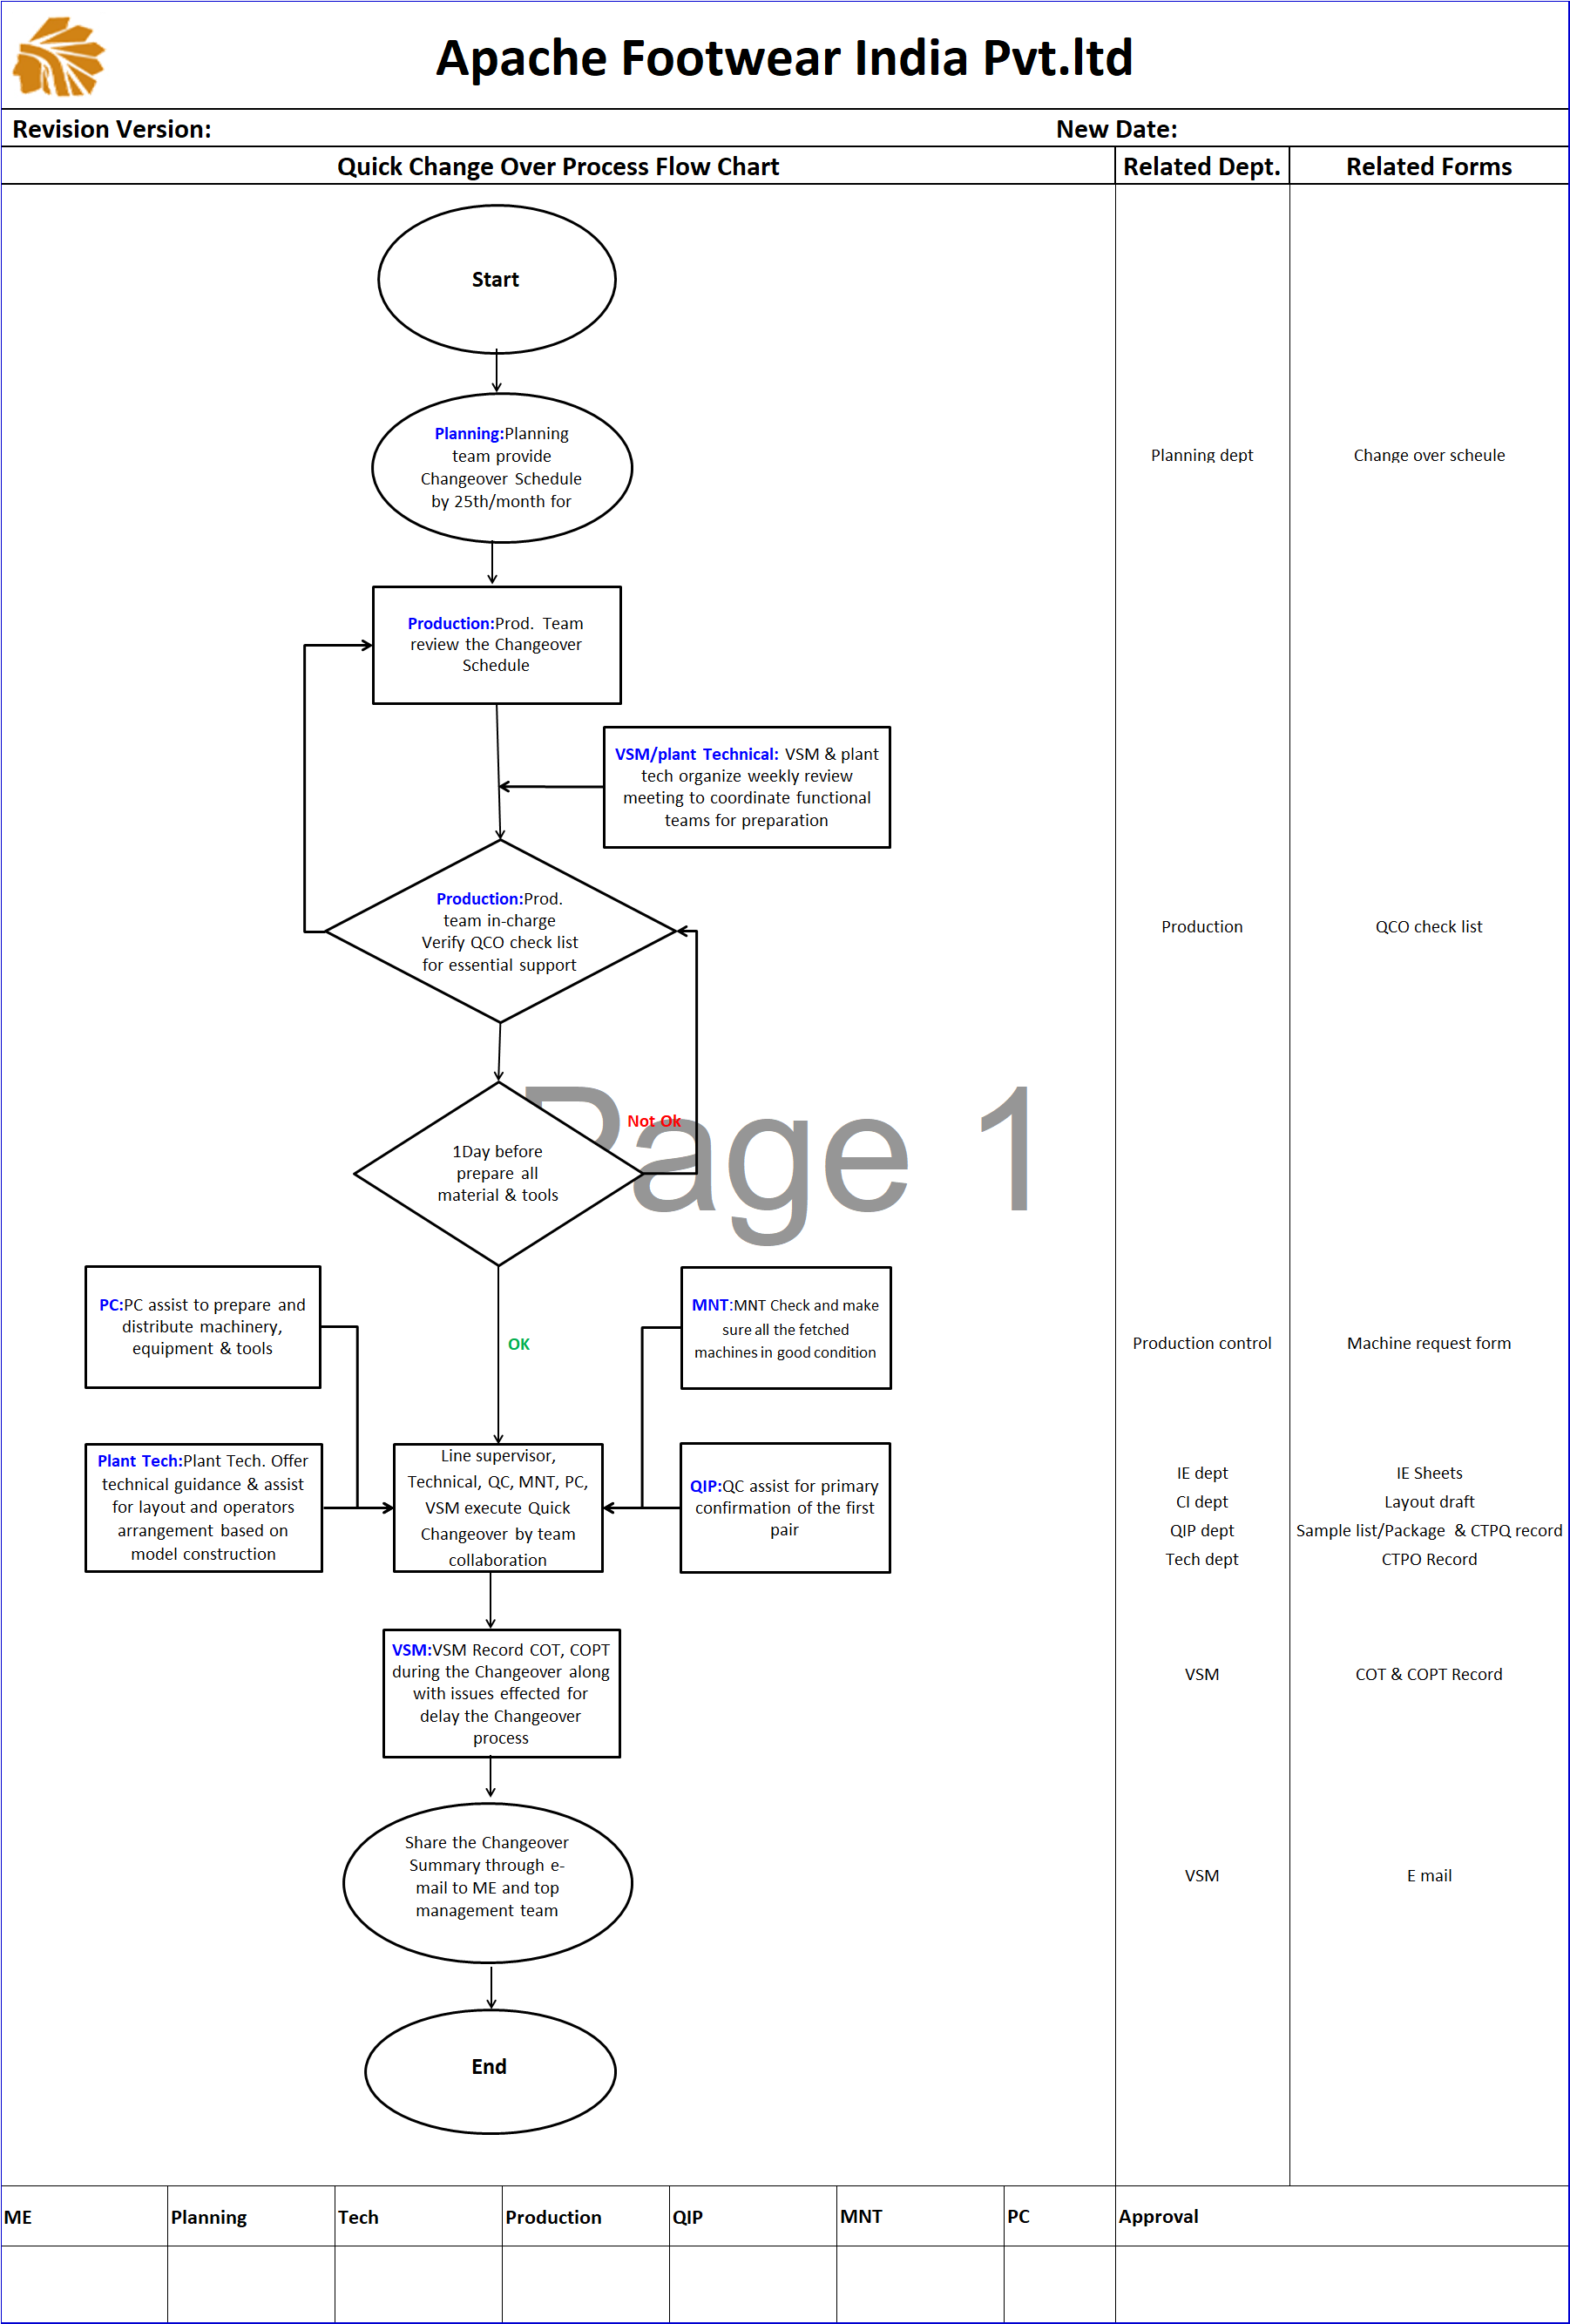 Apache Footwear India Pvt.ltd
Revision Version:
New Date:
Quick Change Over Process Flow Chart
Related Dept.
Related Forms
Start
Planning:Planning
team provide
Changeover Schedule
by 25th/month for
Planning dept
Change over scheule
Production:Prod. Team
review the Changeover
Schedule
VSM/plant Technical: VSM & plant
tech organize weekly review
meeting to coordinate functional
teams for preparation
Production:Prod.
team in-charge
Verify QCO check list
for essential support
Production
QCO check list
Page 1
Not Ok
1Day before
prepare all
material & tools
PC:PC assist to prepare and
distribute machinery,
equipment & tools
OK
MNT:MNT Check and make
sure all the fetched
machines in good condition
Production control
Machine request form
Plant Tech:Plant Tech. Offer
technical guidance & assist
for layout and operators
arrangement based on
model construction
Line supervisor,
Technical, QC, MNT, PC,
VSM execute Quick
Changeover by team
collaboration
QIP:QC assist for primary
confirmation of the first
pair
IE dept
IE Sheets
CI dept
Layout draft
QIP dept
Sample list/Package & CTPQ record
Tech dept
CTPO Record
VSM:VSM Record COT, COPT
during the Changeover along
with issues effected for
delay the Changeover
process
VSM
COT & COPT Record
Share the Changeover
Summary through e-
mail to ME and top
management team
VSM
E mail
End
ME
Planning
Tech
Production
QIP
MNT
PC
Approval